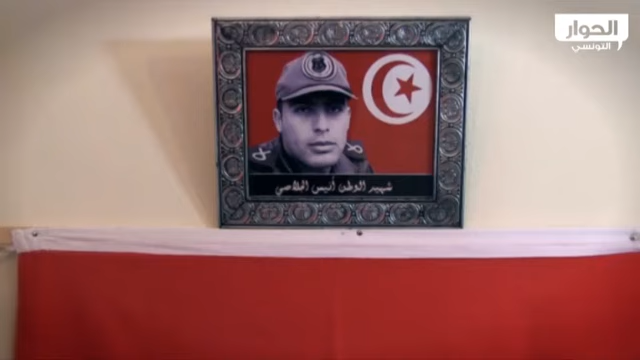 الحوار
التونسي
شهيد الوطن أنيس الجلاصي